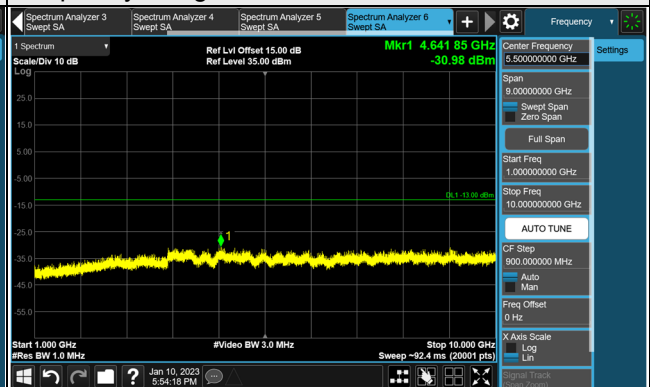 Spectrum Analyzer 3
Swept SA
Spectrum Analyzer 4
Swept SA
Spectrum Analyzer 5
Swept SA
Spectrum Analyzer 6
Swept SA
Frequency
1 Spectrum
Scale/Div 10 dB
Log
Ref Lvl Offset 15.00 dB
Ref Level 35.00 dBm
Mkr1 4.641 85 GHz
-30.98 dBm
25.0
15.0
5.00
-5.00
-15.0
-25.0
-35.0
-45.0
-55.0
DL1 -13.00 dBm
1
Start 1.000 GHz
#Res BW 1.0 MHz
#Video BW 3.0 MHz
Stop 10.000 GHz
Sweep ~92.4 ms (20001 pts)
Center Frequency
5.50000000 GHz
Settings
Span
9.00000000 GHz
Swept Span
Zero Span
Full Span
Start Freq
1.000000000 GHz
Stop Freq
10.000000000 GHz
AUTO TUNE
CF Step
900.000000 MHz
Auto
Man
Freq Offset
0 Hz
X Axis Scale
Log
Lin
Signal Track
(Span Zoom)
?
Jan 10, 2023
5:54:18 PM